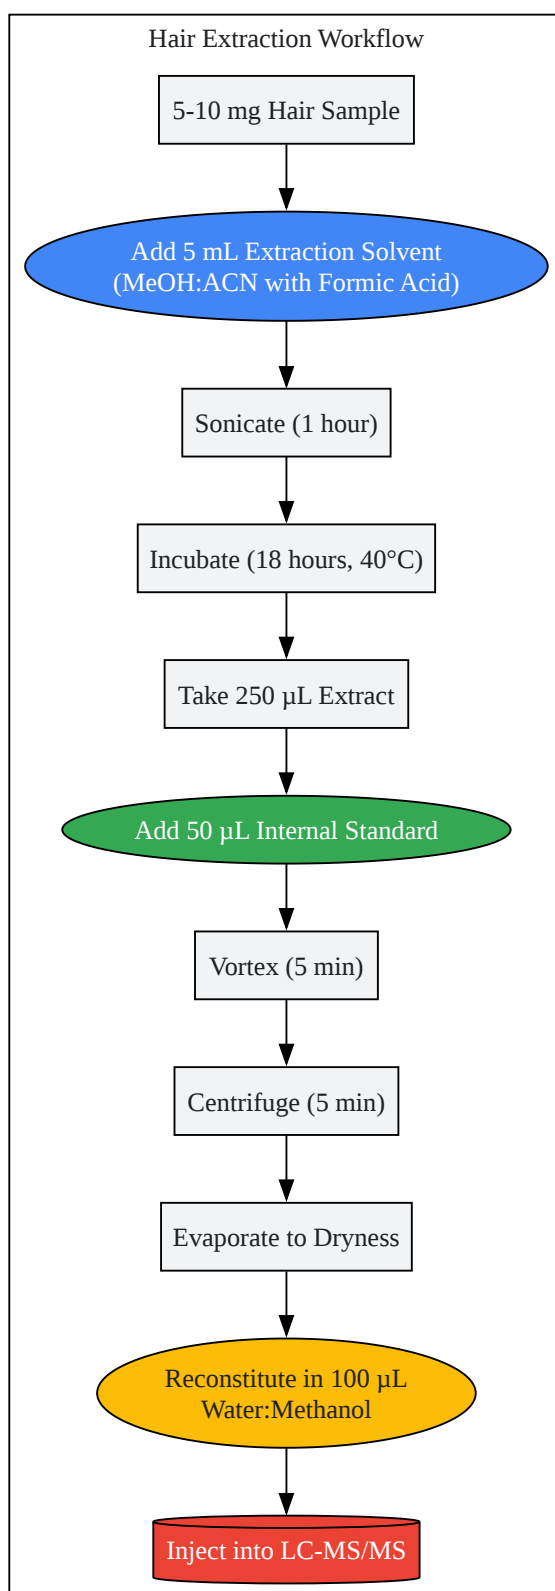 Hair Extraction Workflow
5-10 mg Hair Sample
Add 5 mL Extraction Solvent
(MeOH:ACN with Formic Acid)
Sonicate (1 hour)
Incubate (18 hours, 40°C)
Take 250 µL Extract
Add 50 µL Internal Standard
Vortex (5 min)
Centrifuge (5 min)
Evaporate to Dryness
Reconstitute in 100 µL
Water:Methanol
Inject into LC-MS/MS